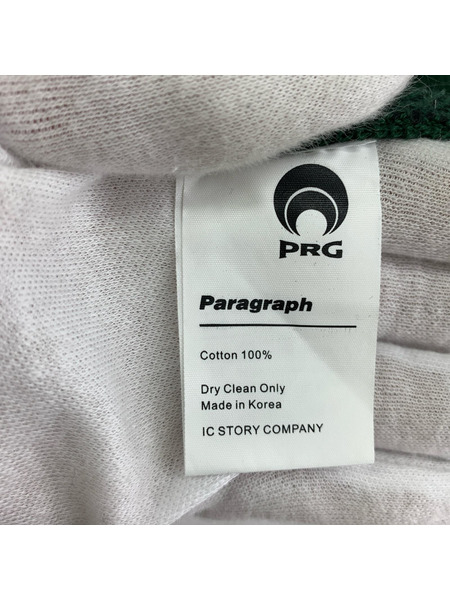 PRG
Paragraph
Cotton 100%
Dry Clean Only
Made in Korea
IC STORY COMPANY